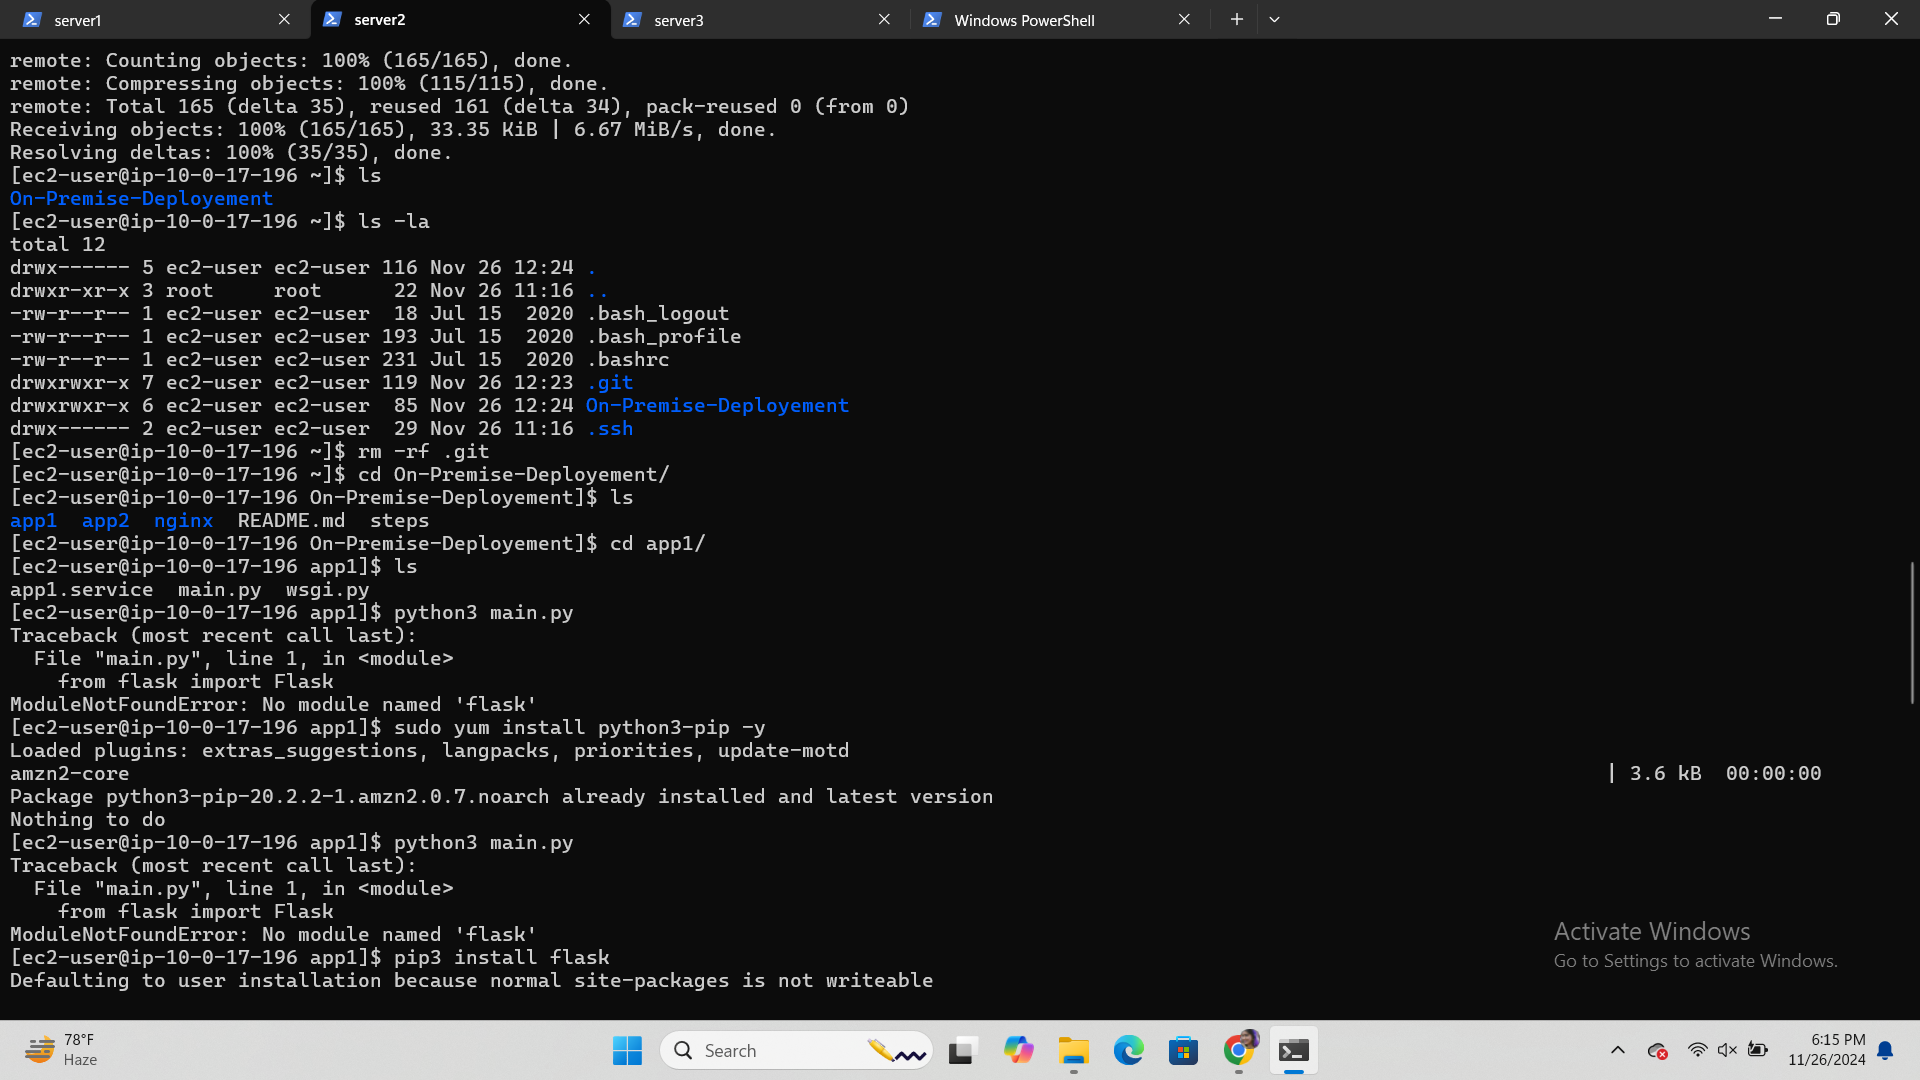 server1
server2
server3
Windows PowerShell
remote: Counting objects: 100% (165/165), done.
remote: Compressing objects: 100% (115/115), done.
remote: Total 165 (delta 35), reused 161 (delta 34), pack-reused 0 (from 0)
Receiving objects: 100% (165/165), 33.35 KiB | 6.67 MiB/s, done.
Resolving deltas: 100% (35/35), done.
[ec2-user@ip-10-0-17-196 ~]$ ls
On-Premise-Deployement
[ec2-user@ip-10-0-17-196 ~]$ ls -la
total 12
drwx------ 5 ec2-user ec2-user 116 Nov 26 12:24 .
drwxr-xr-x 3 root     root      22 Nov 26 11:16 ..
-rw-r--r-- 1 ec2-user ec2-user  18 Jul 15  2020 .bash_logout
-rw-r--r-- 1 ec2-user ec2-user 193 Jul 15  2020 .bash_profile
-rw-r--r-- 1 ec2-user ec2-user 231 Jul 15  2020 .bashrc
drwxrwxr-x 7 ec2-user ec2-user 119 Nov 26 12:23 .git
drwxrwxr-x 6 ec2-user ec2-user  85 Nov 26 12:24 On-Premise-Deployement
drwx------ 2 ec2-user ec2-user  29 Nov 26 11:16 .ssh
[ec2-user@ip-10-0-17-196 ~]$ rm -rf .git
[ec2-user@ip-10-0-17-196 ~]$ cd On-Premise-Deployement/
[ec2-user@ip-10-0-17-196 On-Premise-Deployement]$ ls
app1  app2  nginx  README.md  steps
[ec2-user@ip-10-0-17-196 On-Premise-Deployement]$ cd app1/
[ec2-user@ip-10-0-17-196 app1]$ ls
app1.service  main.py  wsgi.py
[ec2-user@ip-10-0-17-196 app1]$ python3 main.py
Traceback (most recent call last):
  File "main.py", line 1, in <module>
    from flask import Flask
ModuleNotFoundError: No module named 'flask'
[ec2-user@ip-10-0-17-196 app1]$ sudo yum install python3-pip -y
Loaded plugins: extras_suggestions, langpacks, priorities, update-motd
amzn2-core | 3.6 kB  00:00:00
Package python3-pip-20.2.2-1.amzn2.0.7.noarch already installed and latest version
Nothing to do
[ec2-user@ip-10-0-17-196 app1]$ python3 main.py
Traceback (most recent call last):
  File "main.py", line 1, in <module>
    from flask import Flask
ModuleNotFoundError: No module named 'flask'
[ec2-user@ip-10-0-17-196 app1]$ pip3 install flask
Defaulting to user installation because normal site-packages is not writeable
Activate Windows
Go to Settings to activate Windows.
78°F
Haze
Search
6:15 PM
11/26/2024